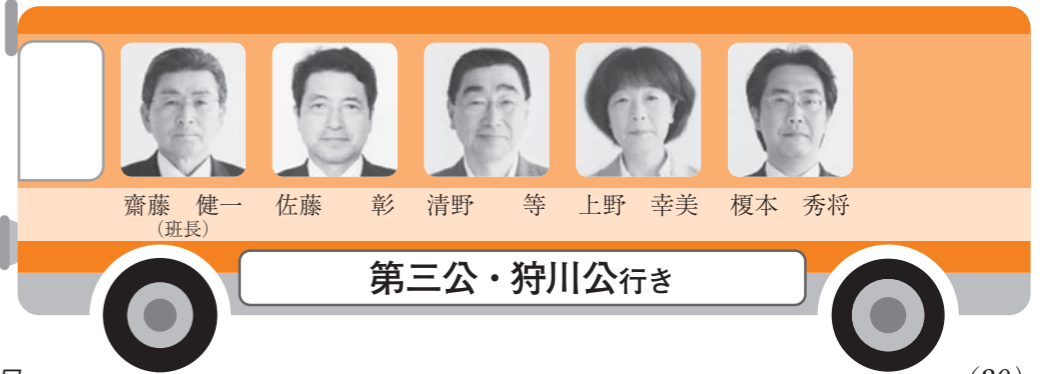 齋藤　健一　佐藤　　彰　清野　　等　上野　幸美　榎本　秀将
（班長）
第三公・狩川公行き